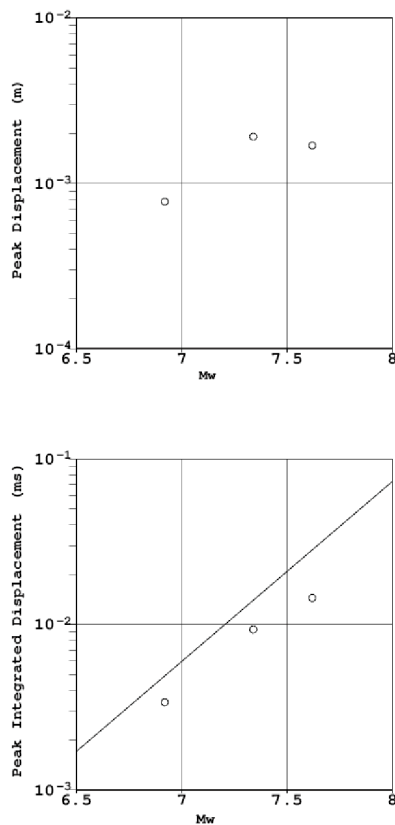 10⁻²
Peak Displacement (m)
10⁻³
10⁻⁴
6.5 7 7.5 8
Mw
10⁻¹
Peak Integrated Displacement (ms)
10⁻²
10⁻³
6.5 7 7.5 8
Mw